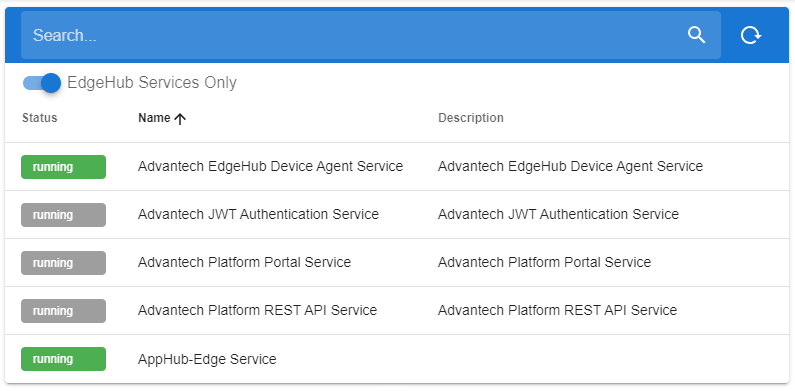 Search...
EdgeHub Services Only
Status Name Description
running Advantech EdgeHub Device Agent Service Advantech EdgeHub Device Agent Service
running Advantech JWT Authentication Service Advantech JWT Authentication Service
running Advantech Platform Portal Service Advantech Platform Portal Service
running Advantech Platform REST API Service Advantech Platform REST API Service
running AppHub-Edge Service